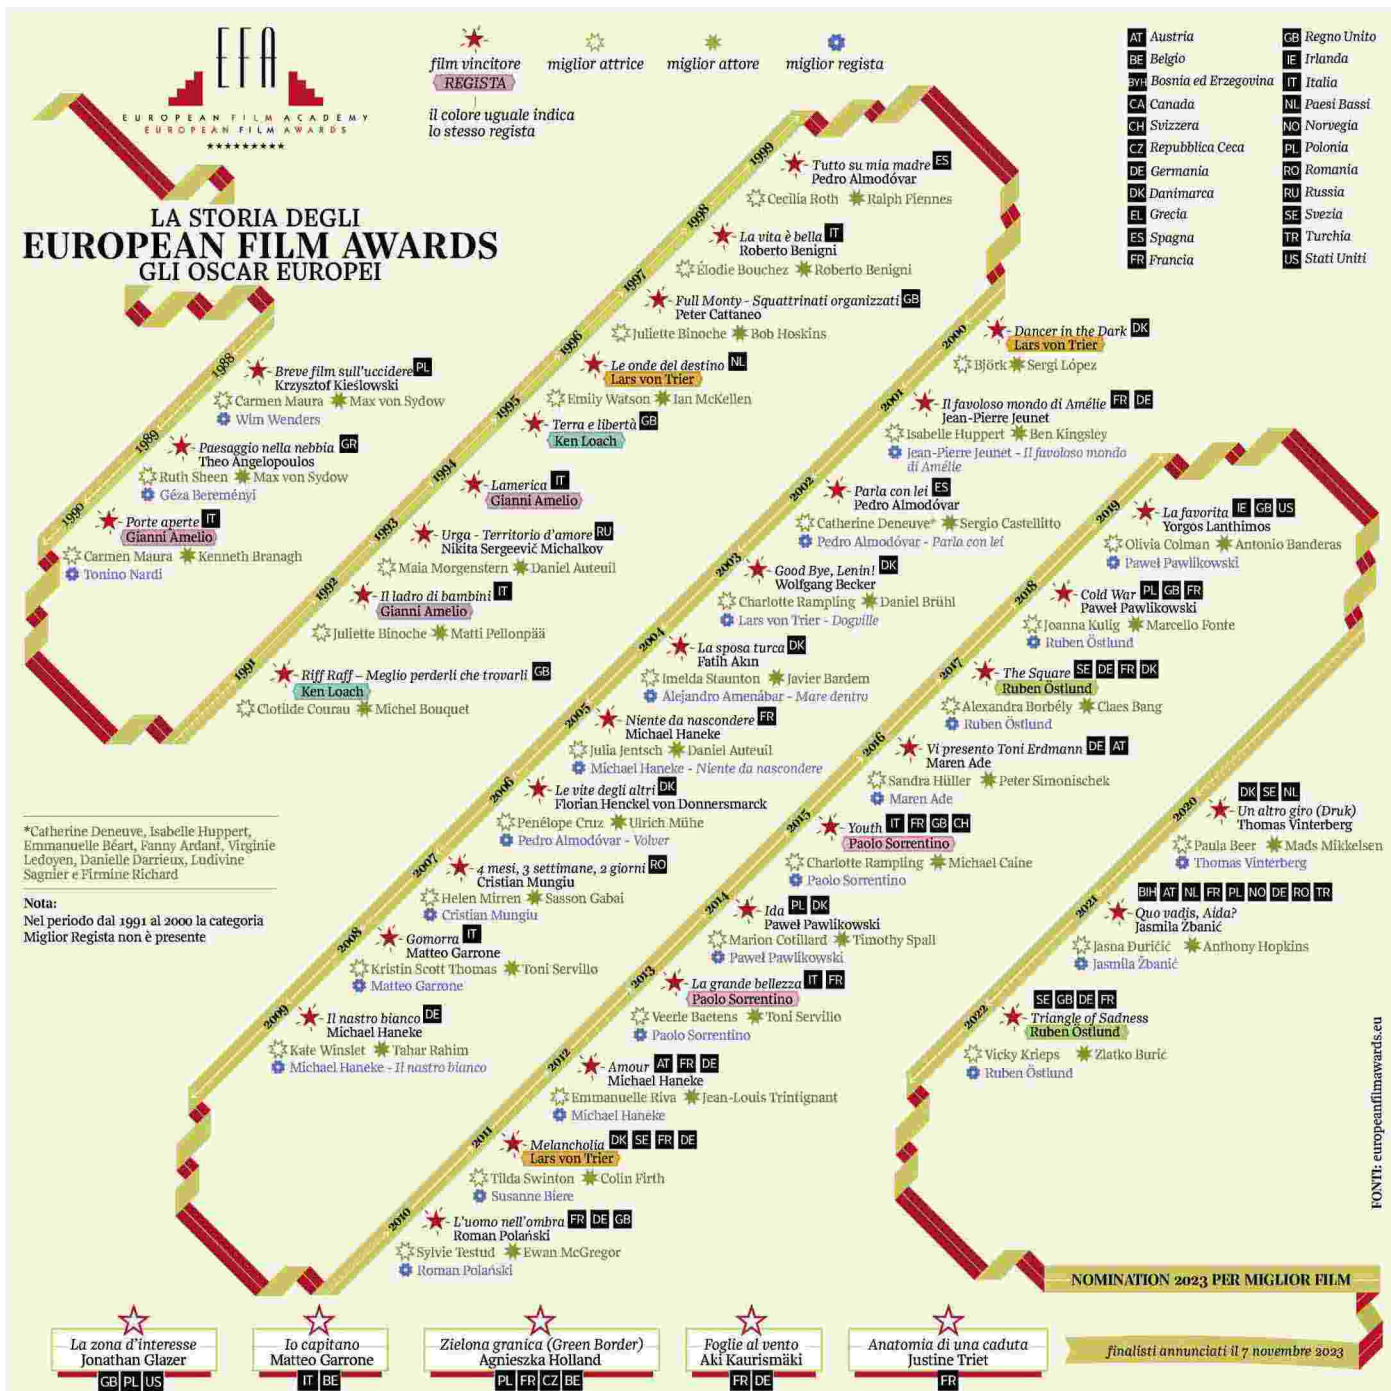 EFA
EUROPEAN FILM ACADEMY
EUROPEAN FILM AWARDS
LA STORIA DEGLI
EUROPEAN FILM AWARDS
GLI OSCAR EUROPEI
film vincitore
REGISTA
il colore uguale indica
lo stesso regista
miglior attrice
miglior attore
miglior regista
AT Austria
BE Belgio
BYH Bosnia ed Erzegovina
CA Canada
CH Svizzera
CZ Repubblica Ceca
DE Germania
DK Danimarca
EL Grecia
ES Spagna
FR Francia
GB Regno Unito
IE Irlanda
IT Italia
NL Paesi Bassi
NO Norvegia
PL Polonia
RO Romania
RU Russia
SE Svezia
TR Turchia
US Stati Uniti
1988
Breve film sull'uccidere PL
Krzysztof Kieślowski
Carmen Maura Max von Sydow
Wim Wenders
1989
Paesaggio nella nebbia GR
Theo Angelopoulos
Ruth Sheen Max von Sydow
Géza Bereményi
1990
Porte aperte IT
Gianni Amelio
Carmen Maura Kenneth Branagh
Tonino Nardi
1991
Riff Raff – Meglio perderli che trovarli GB
Ken Loach
Clotilde Courau Michel Bouquet
1992
Il ladro di bambini IT
Gianni Amelio
Juliette Binoche Matti Pellonpää
1993
Urga - Territorio d'amore RU
Nikita Sergeevič Michalkov
Maia Morgenstern Daniel Auteuil
1994
Lamerica IT
Gianni Amelio
1995
Terra e libertà GB
Ken Loach
1996
Le onde del destino NL
Lars von Trier
Emily Watson Ian McKellen
1997
Full Monty - Squattrinati organizzati GB
Peter Cattaneo
Juliette Binoche Bob Hoskins
1998
La vita è bella IT
Roberto Benigni
Élodie Bouchez Roberto Benigni
1999
Tutto su mia madre ES
Pedro Almodóvar
Cecilia Roth Ralph Fiennes
2000
Dancer in the Dark DK
Lars von Trier
Björk Sergi López
2001
Il favoloso mondo di Amélie FR DE
Jean-Pierre Jeunet
Isabelle Huppert Ben Kingsley
Jean-Pierre Jeunet - Il favoloso mondo
di Amélie
2002
Parla con lei ES
Pedro Almodóvar
Catherine Deneuve* Sergio Castellitto
Pedro Almodóvar - Parla con lei
2003
Good Bye, Lenin! DK
Wolfgang Becker
Charlotte Rampling Daniel Brühl
Lars von Trier - Dogville
2004
La sposa turca DK
Fatih Akın
Imelda Staunton Javier Bardem
Alejandro Amenábar - Mare dentro
2005
Niente da nascondere FR
Michael Haneke
Julia Jentsch Daniel Auteuil
Michael Haneke - Niente da nascondere
2006
Le vite degli altri DK
Florian Henckel von Donnersmarck
Penélope Cruz Ulrich Mühe
Pedro Almodóvar - Volver
2007
4 mesi, 3 settimane, 2 giorni RO
Cristian Mungiu
Helen Mirren Sasson Gabai
Cristian Mungiu
2008
Gomorra IT
Matteo Garrone
Kristin Scott Thomas Toni Servillo
Matteo Garrone
2009
Il nastro bianco DE
Michael Haneke
Kate Winslet Tahar Rahim
Michael Haneke - Il nastro bianco
2010
L'uomo nell'ombra FR DE GB
Roman Polański
Sylvie Testud Ewan McGregor
Roman Polański
2011
Melancholia DK SE FR DE
Lars von Trier
Tilda Swinton Colin Firth
Susanne Biere
2012
Amour AT FR DE
Michael Haneke
Emmanuelle Riva Jean-Louis Trintignant
Michael Haneke
2013
La grande bellezza IT FR
Paolo Sorrentino
Veerle Baetens Toni Servillo
Paolo Sorrentino
2014
Ida PL DK
Paweł Pawlikowski
Marion Cotillard Timothy Spall
Paweł Pawlikowski
2015
Youth IT FR GB CH
Paolo Sorrentino
Charlotte Rampling Michael Caine
Paolo Sorrentino
2016
Vi presento Toni Erdmann DE AT
Maren Ade
Sandra Hüller Peter Simonischek
Maren Ade
2017
The Square SE DE FR DK
Ruben Östlund
Alexandra Borbély Claes Bang
Ruben Östlund
2018
Cold War PL GB FR
Paweł Pawlikowski
Joanna Kulig Marcello Fonte
Ruben Östlund
2019
La favorita IE GB US
Yorgos Lanthimos
Olivia Colman Antonio Banderas
Paweł Pawlikowski
2020
DK SE NL
Un altro giro (Druk)
Thomas Vinterberg
Paula Beer Mads Mikkelsen
Thomas Vinterberg
2021
BIH AT NL FR PL NO DE RO TR
Quo vadis, Aida?
Jasmila Žbanić
Jasna Đuričić Anthony Hopkins
Jasmila Žbanić
2022
SE GB DE FR
Triangle of Sadness
Ruben Östlund
Vicky Krieps Zlatko Burić
Ruben Östlund
*Catherine Deneuve, Isabelle Huppert,
Emmanuelle Béart, Fanny Ardant, Virginie
Ledoyen, Danielle Darrieux, Ludivine
Sagnier e Firmine Richard
Nota:
Nel periodo dal 1991 al 2000 la categoria
Miglior Regista non è presente
FONTI: europeanfilmawards.eu
NOMINATION 2023 PER MIGLIOR FILM
finalisti annunciati il 7 novembre 2023
La zona d'interesse
Jonathan Glazer
GB PL US
Io capitano
Matteo Garrone
IT BE
Zielona granica (Green Border)
Agnieszka Holland
PL FR CZ BE
Foglie al vento
Aki Kaurismäki
FR DE
Anatomia di una caduta
Justine Triet
FR